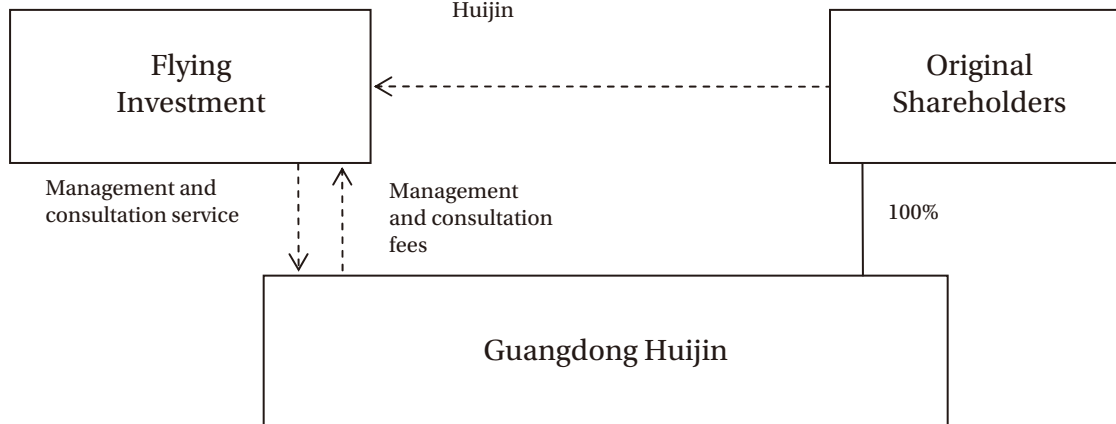 Huijin
Flying
Investment
Original
Shareholders
Management and
consultation service
Management
and consultation
fees
100%
Guangdong Huijin